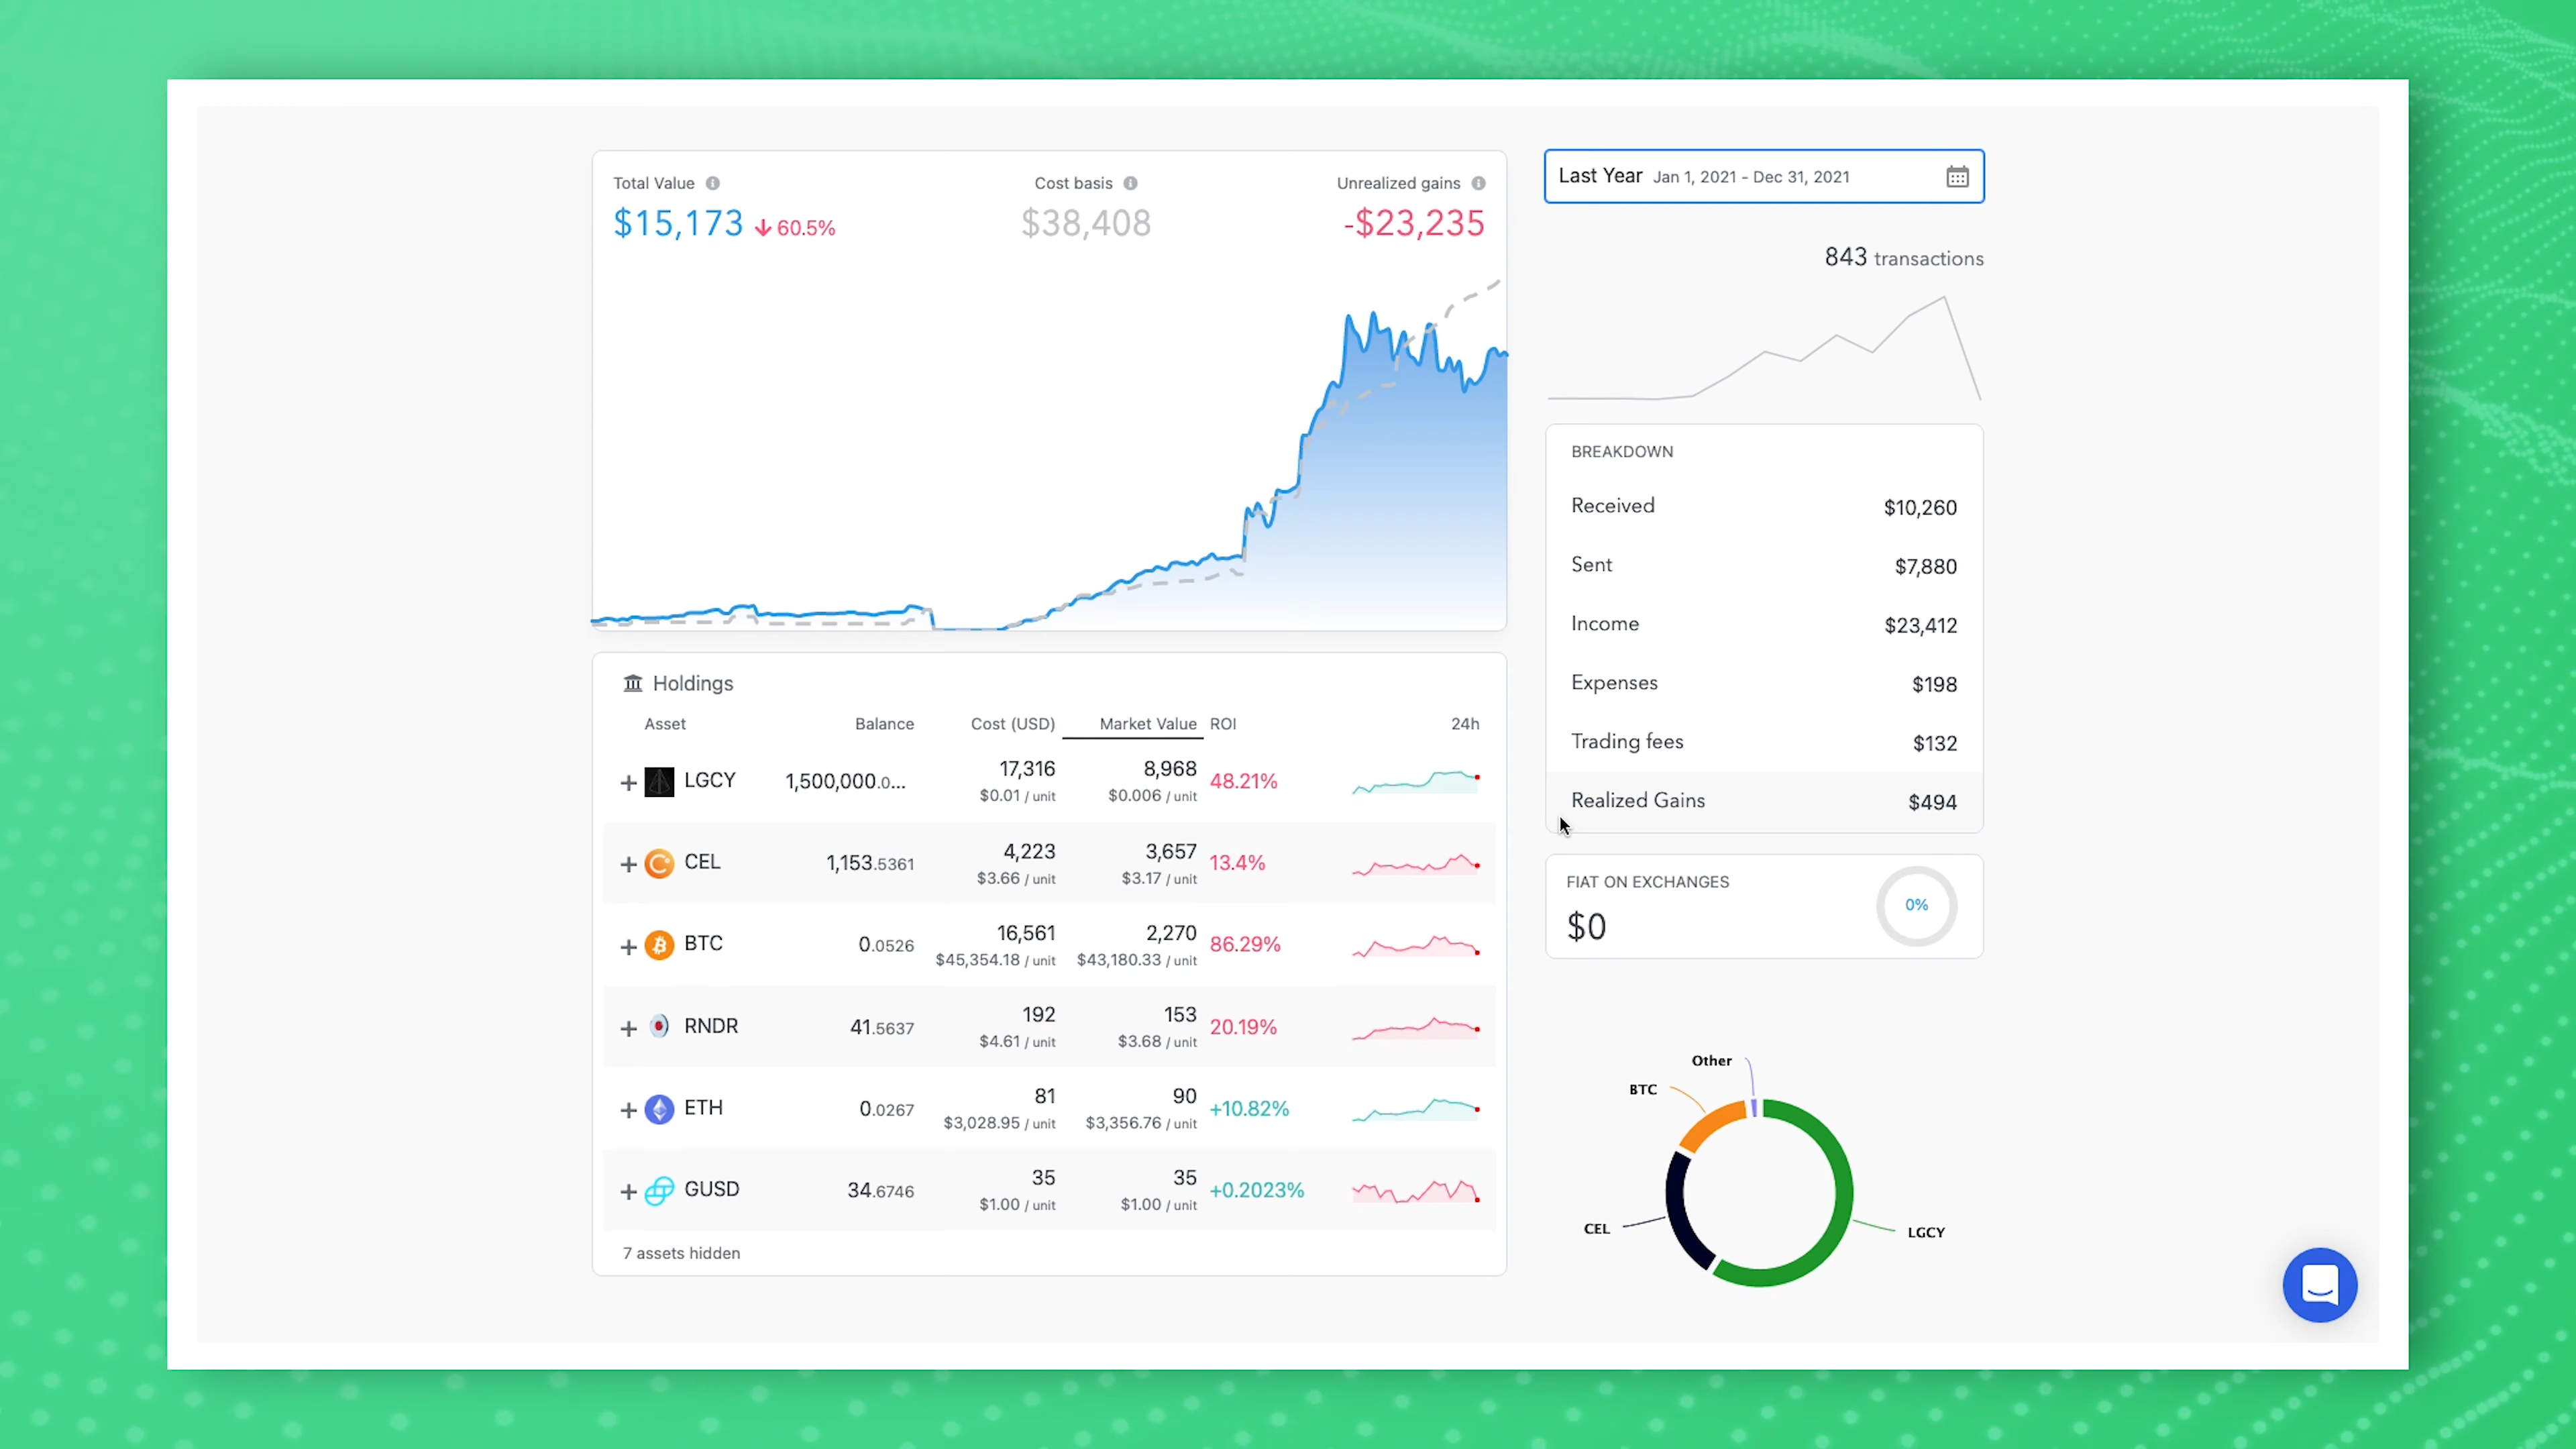 Total Value
$15,173 60.5%
Cost basis
$38,408
Unrealized gains
-$23,235
Last Year Jan 1, 2021 - Dec 31, 2021
843 transactions
BREAKDOWN
Received $10,260
Sent $7,880
Income $23,412
Expenses $198
Trading fees $132
Realized Gains $494
FIAT ON EXCHANGES
$0
0%
Holdings
Asset Balance Cost (USD) Market Value ROI 24h
LGCY 1,500,000.0... 17,316 8,968 48.21%
$0.01 / unit $0.006 / unit
CEL 1,153.5361 4,223 3,657 13.4%
$3.66 / unit $3.17 / unit
BTC 0.0526 16,561 2,270 86.29%
$45,354.18 / unit $43,180.33 / unit
RNDR 41.5637 192 153 20.19%
$4.61 / unit $3.68 / unit
ETH 0.0267 81 90 +10.82%
$3,028.95 / unit $3,356.76 / unit
GUSD 34.6746 35 35 +0.2023%
$1.00 / unit $1.00 / unit
7 assets hidden
Other
BTC
CEL
LGCY